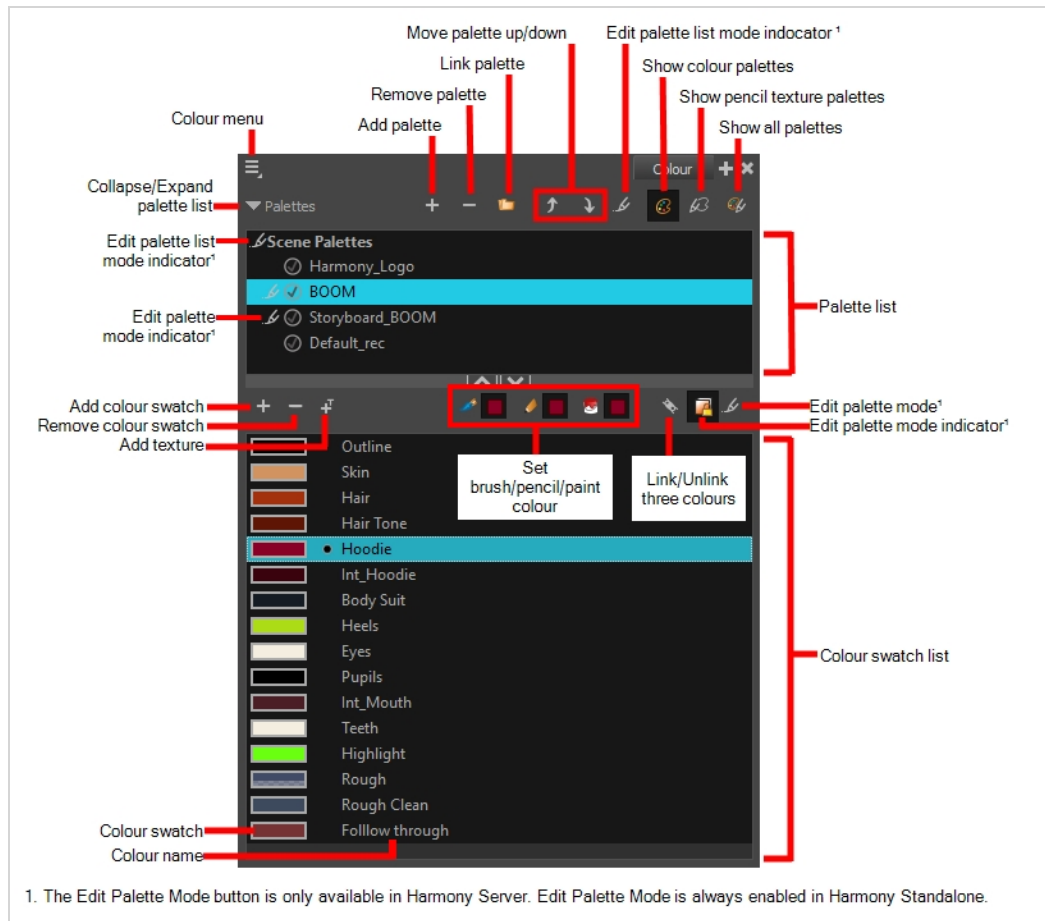 Move palette up/down
Edit palette list mode indocator ¹
Link palette
Show colour palettes
Remove palette
Show pencil texture palettes
Colour menu
Add palette
Show all palettes
Colour
Collapse/Expand
palette list
Palettes
Edit palette list
mode indicator¹
Scene Palettes
Harmony_Logo
BOOM
Palette list
Edit palette
mode indicator¹
Storyboard_BOOM
Default_rec
Add colour swatch
Edit palette mode¹
Remove colour swatch
Edit palette mode indicator¹
Add texture
Set
brush/pencil/paint
colour
Link/Unlink
three colours
Outline
Skin
Hair
Hair Tone
Hoodie
Int_Hoodie
Body Suit
Heels
Eyes
Colour swatch list
Pupils
Int_Mouth
Teeth
Highlight
Rough
Rough Clean
Colour swatch
Folllow through
Colour name
1. The Edit Palette Mode button is only available in Harmony Server. Edit Palette Mode is always enabled in Harmony Standalone.